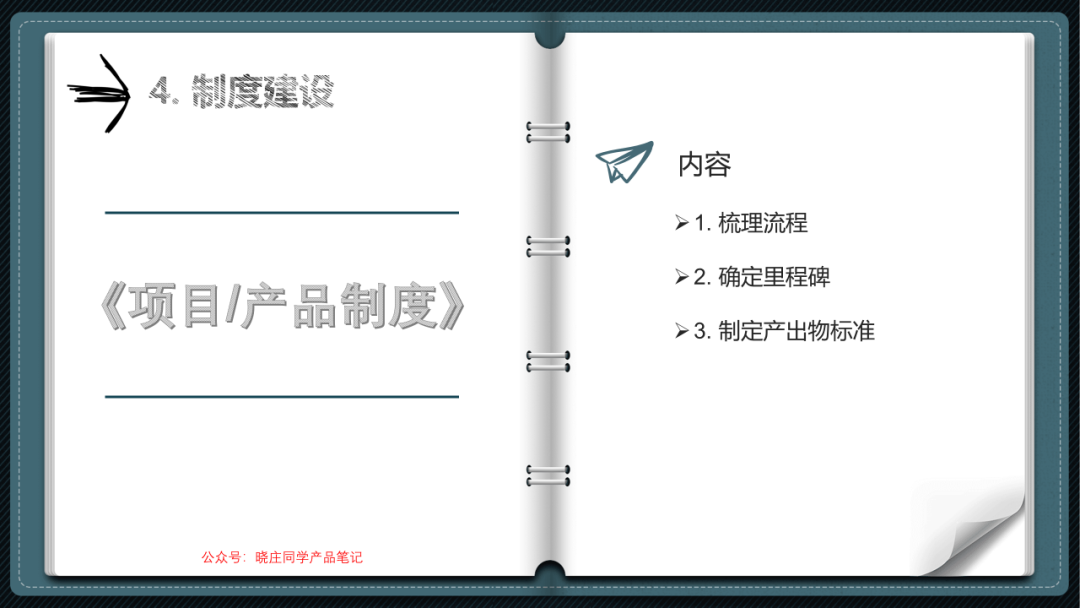 4. 制度建设
《项目/产品制度》
公众号：晓庄同学产品笔记
内容
1. 梳理流程
2. 确定里程碑
3. 制定产出物标准